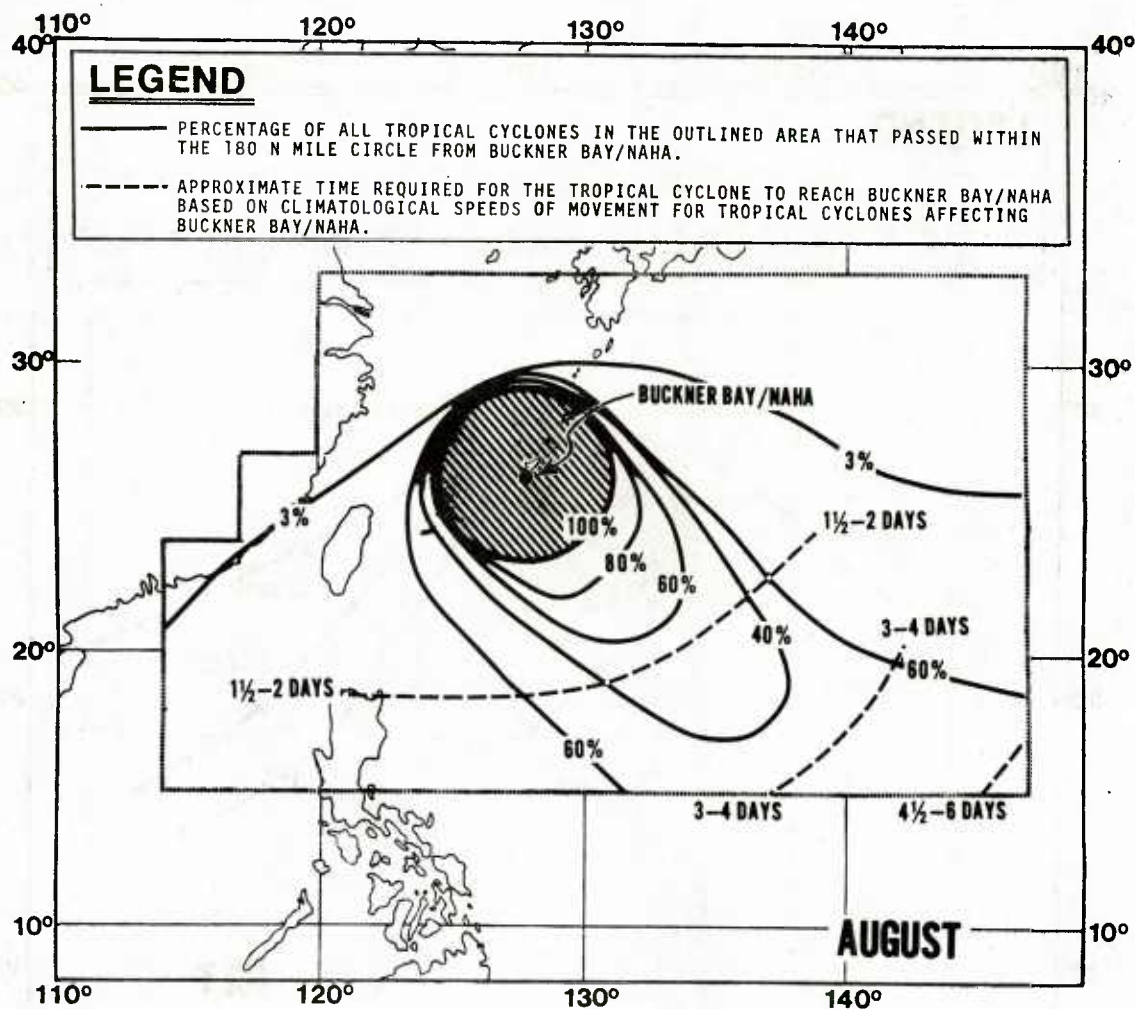 110° 120° 130° 140°
40° 40°
LEGEND
PERCENTAGE OF ALL TROPICAL CYCLONES IN THE OUTLINED AREA THAT PASSED WITHIN
THE 180 N MILE CIRCLE FROM BUCKNER BAY/NAHA.
APPROXIMATE TIME REQUIRED FOR THE TROPICAL CYCLONE TO REACH BUCKNER BAY/NAHA
BASED ON CLIMATOLOGICAL SPEEDS OF MOVEMENT FOR TROPICAL CYCLONES AFFECTING
BUCKNER BAY/NAHA.
30° 30°
BUCKNER BAY/NAHA
3%
3%
1½-2 DAYS
100%
80%
60%
40%
3-4 DAYS
20° 20°
60%
1½-2 DAYS
60%
3-4 DAYS 4½-6 DAYS
10° 10°
AUGUST
110° 120° 130° 140°